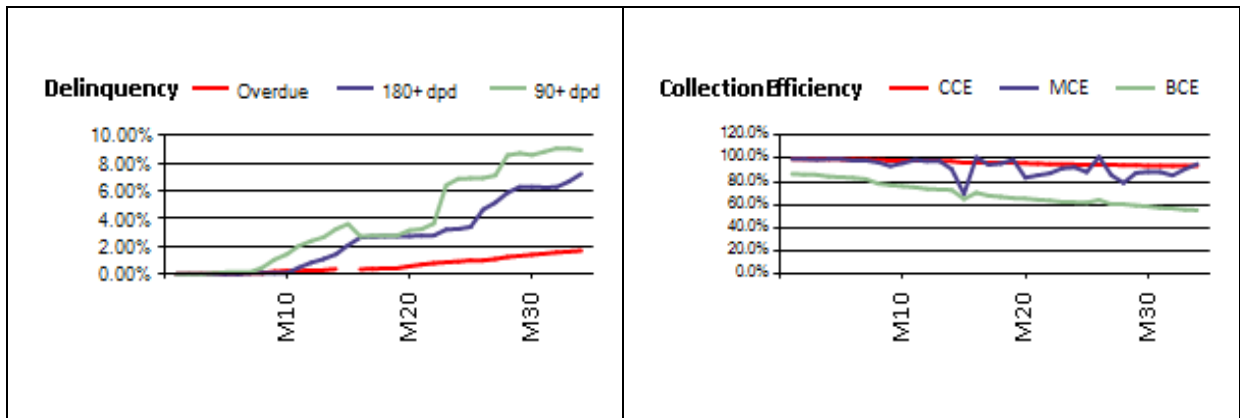 Delinquency Overdue 180+ dpd 90+ dpd
10.00%
8.00%
6.00%
4.00%
2.00%
0.00%
M10
M20
M30
Collection Efficiency CCE MCE BCE
120.0%
100.0%
80.0%
60.0%
40.0%
20.0%
0.0%
M10
M20
M30